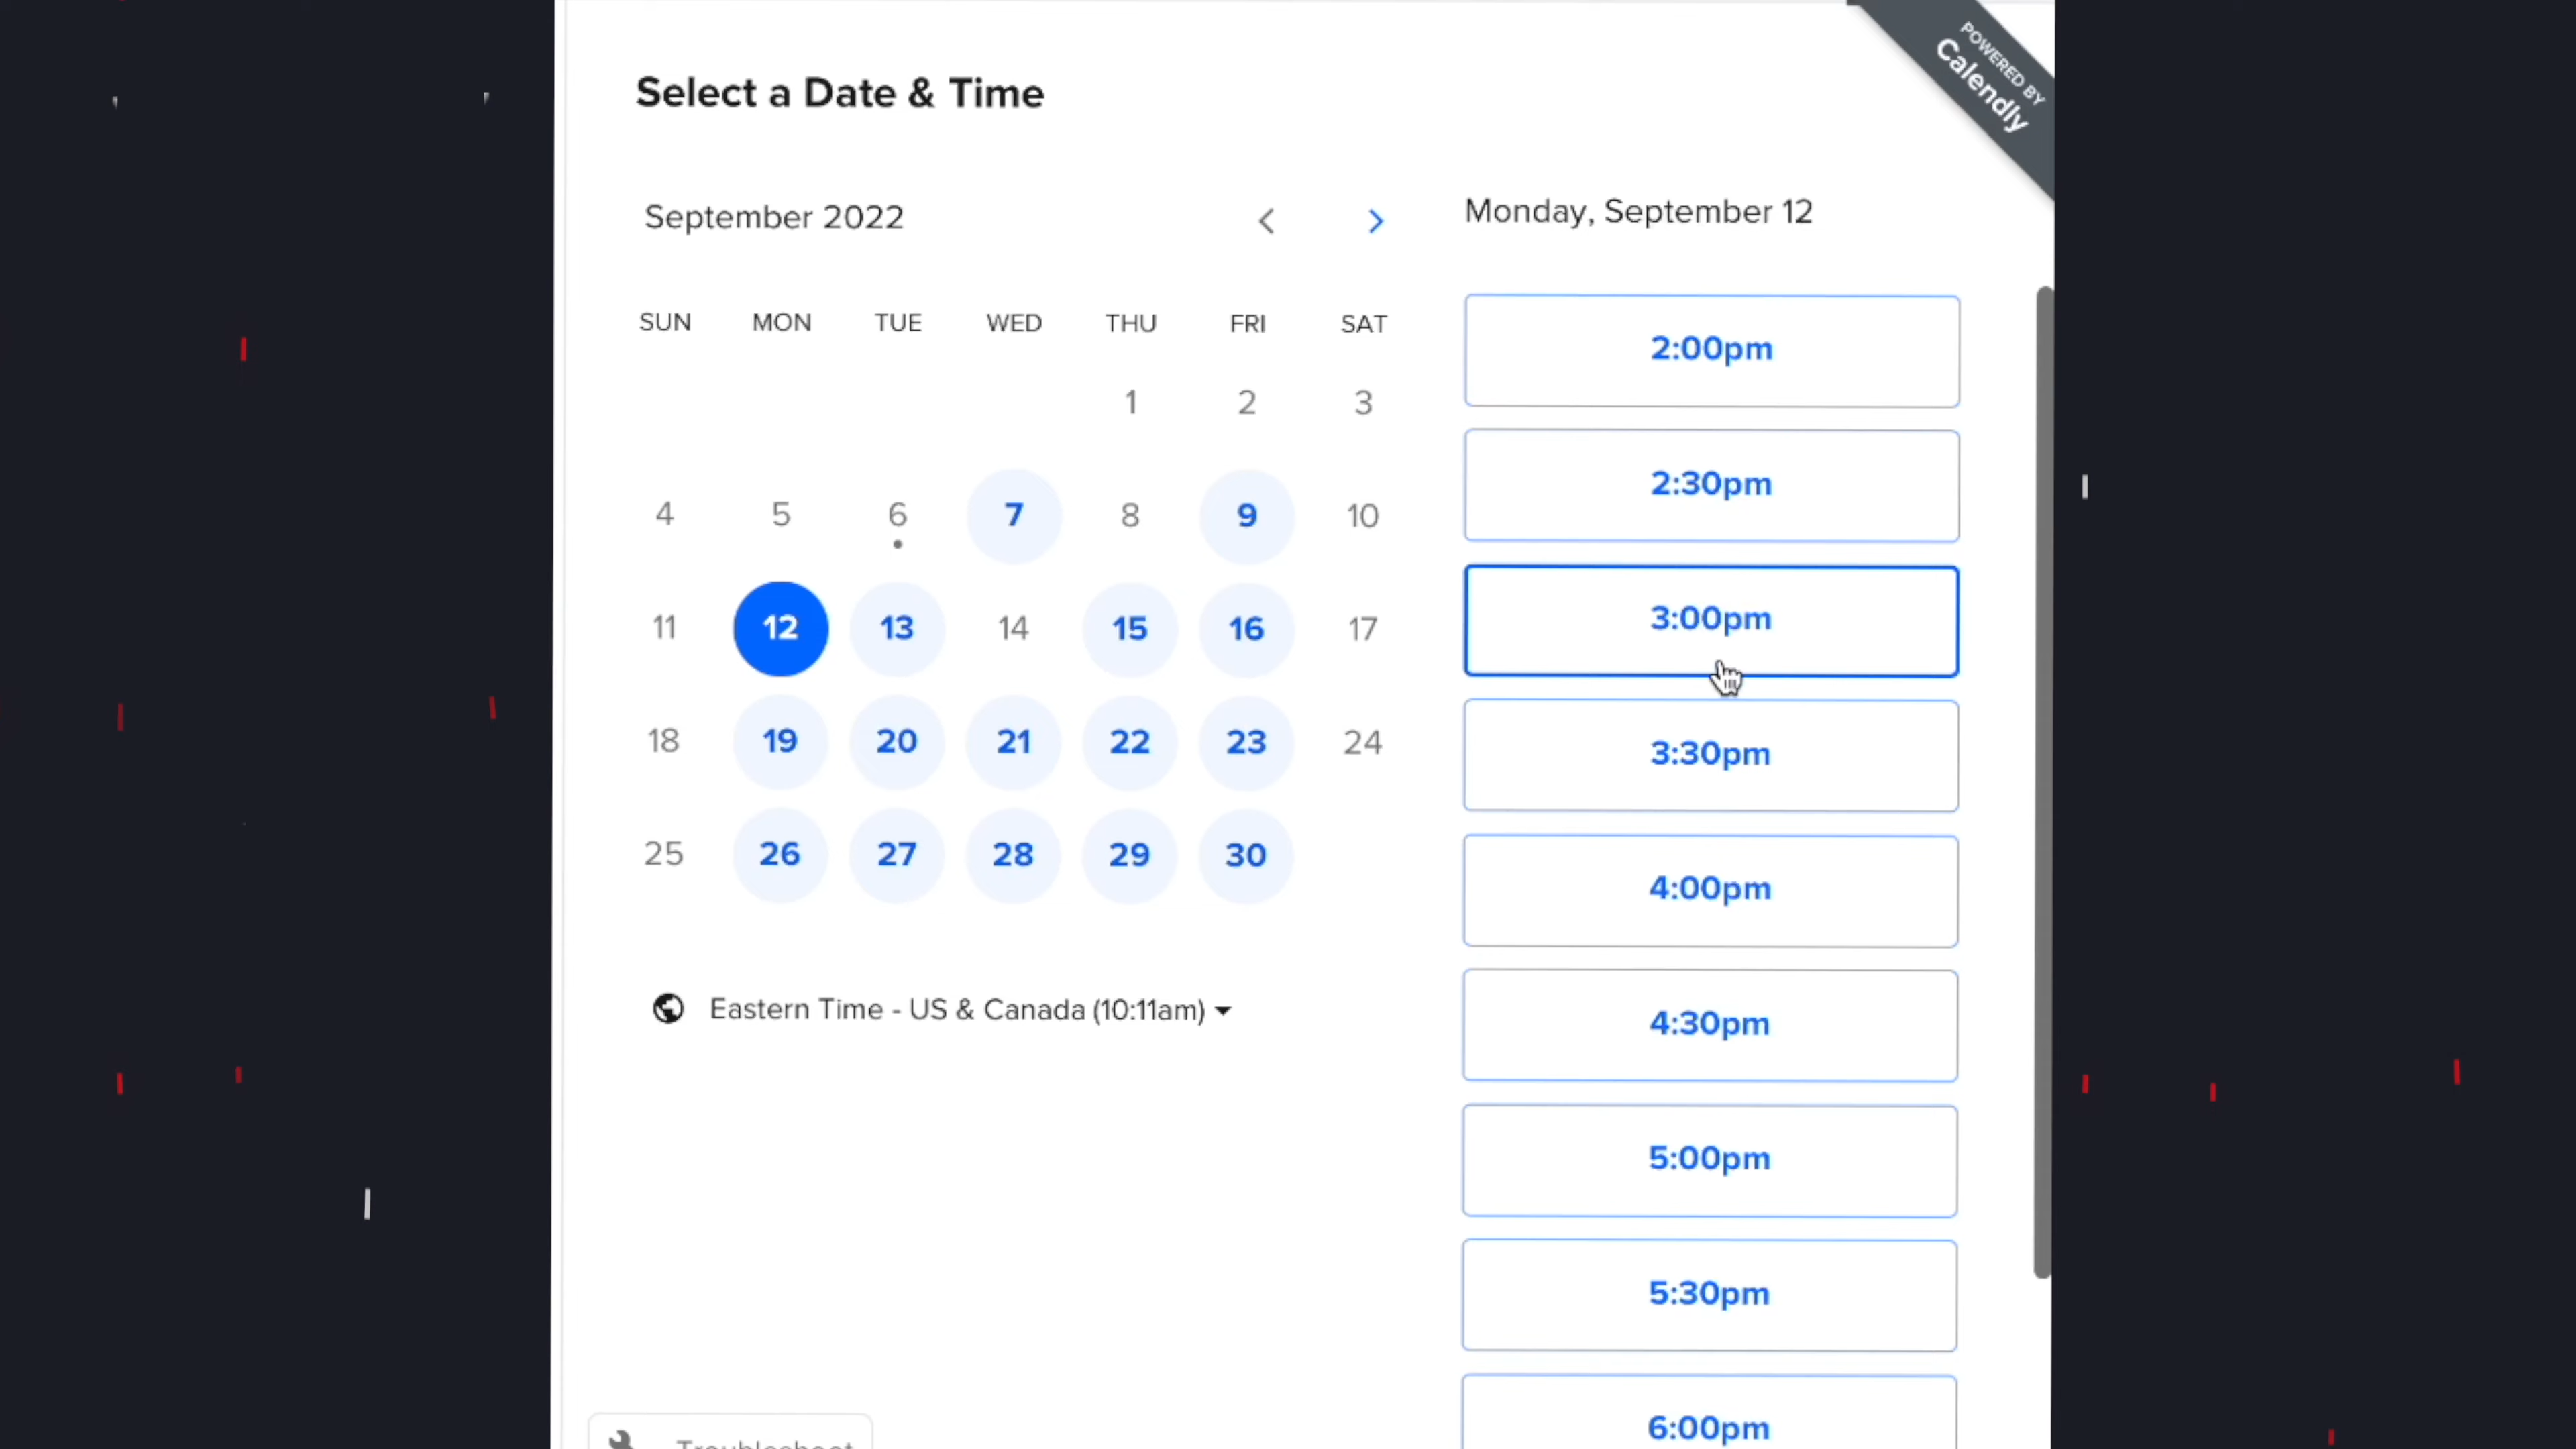 POWERED BY
Calendly
Select a Date & Time
September 2022
SUN MON TUE WED THU FRI SAT
1 2 3
4 5 6 7 8 9 10
11 12 13 14 15 16 17
18 19 20 21 22 23 24
25 26 27 28 29 30
Eastern Time - US & Canada (10:11am)
Troubleshoot
Monday, September 12
2:00pm
2:30pm
3:00pm
3:30pm
4:00pm
4:30pm
5:00pm
5:30pm
6:00pm